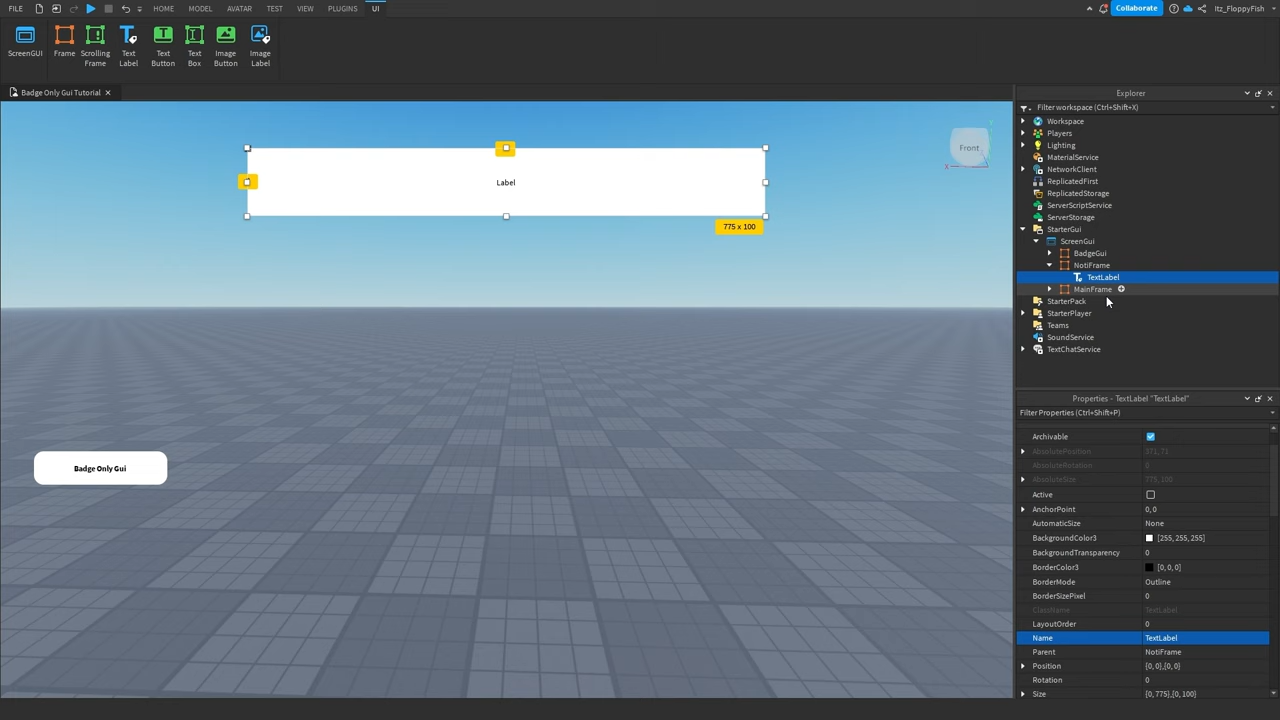 FILE HOME MODEL AVATAR TEST VIEW PLUGINS UI Collaborate Itz_FloppyFish
ScreenGUI Frame Scrolling Frame Text Label Text Button Text Box Image Button Image Label
Badge Only Gui Tutorial
Label
775 x 100
Front
X
Badge Only Gui
Explorer
Filter workspace (Ctrl+Shift+X)
Workspace
Players
Lighting
MaterialService
NetworkClient
ReplicatedFirst
ReplicatedStorage
ServerScriptService
ServerStorage
StarterGui
ScreenGui
BadgeGui
NotiFrame
TextLabel
MainFrame
StarterPack
StarterPlayer
Teams
SoundService
TextChatService
Properties - TextLabel "TextLabel"
Filter Properties (Ctrl+Shift+P)
Archivable
AbsolutePosition 371, 71
AbsoluteRotation 0
AbsoluteSize 775, 100
Active
AnchorPoint 0, 0
AutomaticSize None
BackgroundColor3 [255, 255, 255]
BackgroundTransparency 0
BorderColor3 [0, 0, 0]
BorderMode Outline
BorderSizePixel 0
ClassName TextLabel
LayoutOrder 0
Name TextLabel
Parent NotiFrame
Position {0, 0},{0, 0}
Rotation 0
Size {0, 775},{0, 100}